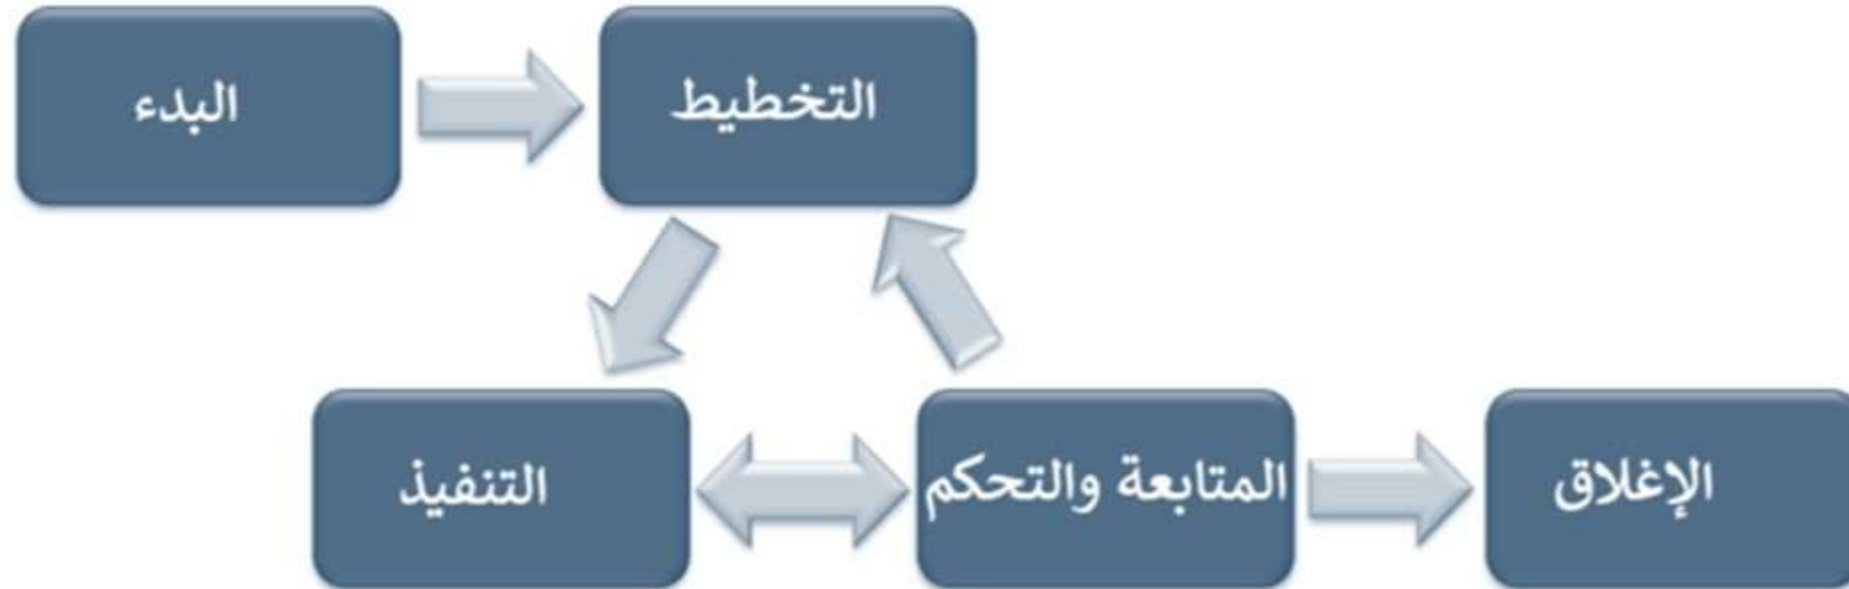 البدء
التخطيط
التنفيذ
المتابعة والتحكم
الإغلاق